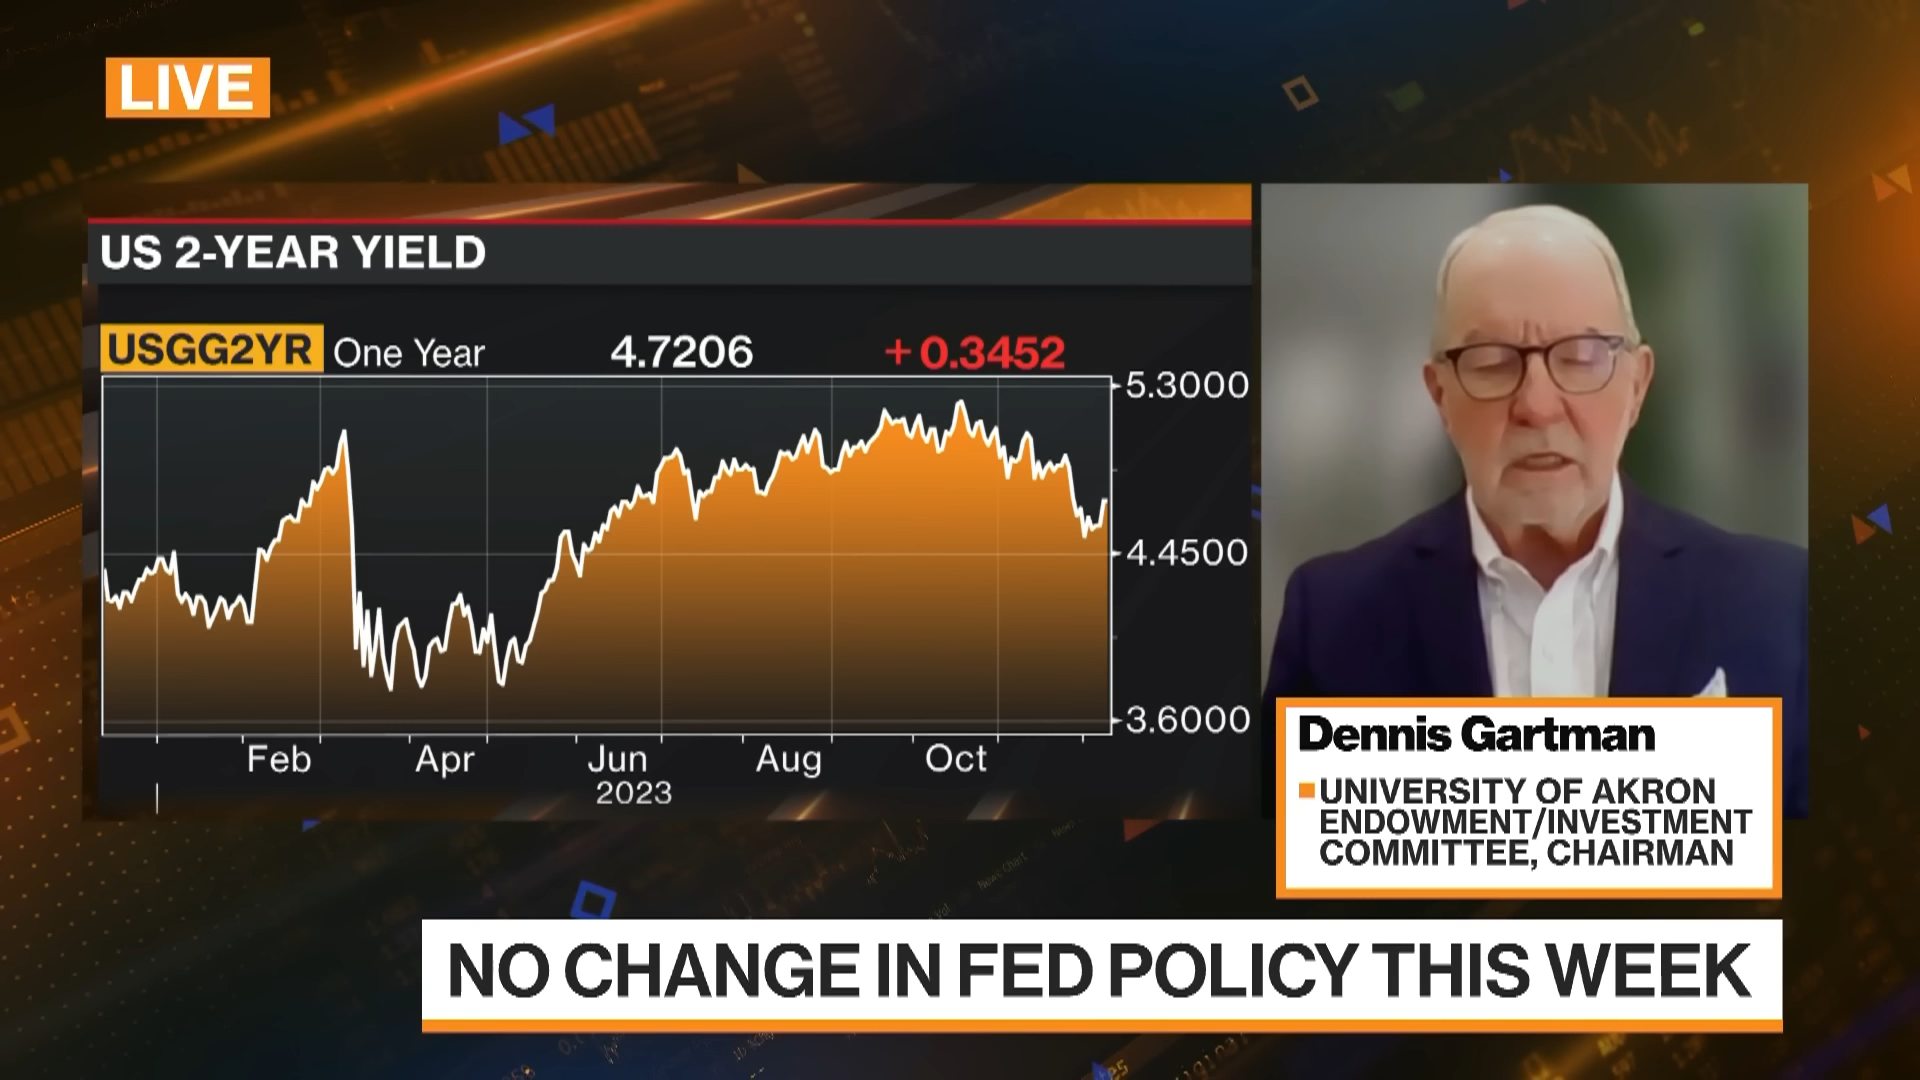 LIVE
US 2-YEAR YIELD
USGG2YR One Year 4.7206 +0.3452
5.3000
4.4500
3.6000
Feb Apr Jun Aug Oct
2023
Dennis Gartman
UNIVERSITY OF AKRON
ENDOWMENT/INVESTMENT
COMMITTEE, CHAIRMAN
NO CHANGE IN FED POLICY THIS WEEK